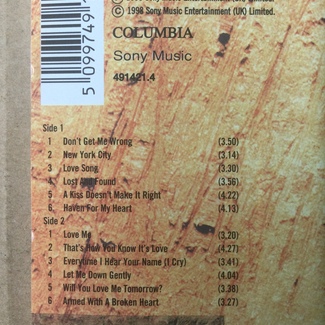 © 1998 Sony Music Entertainment (UK) Limited.
COLUMBIA
Sony Music
491421.4
5 099749
Side 1
1 Don't Get Me Wrong (3.50)
2 New York City (3.14)
3 Love Song (3.30)
4 Lost And Found (3.56)
5 A Kiss Doesn't Make It Right (4.22)
6 Haven For My Heart (4.13)
Side 2
1 Love Me (3.20)
2 That's How You Know It's Love (4.27)
3 Everytime I Hear Your Name (I Cry) (3.41)
4 Let Me Down Gently (4.04)
5 Will You Love Me Tomorrow? (3.38)
6 Armed With A Broken Heart (3.27)